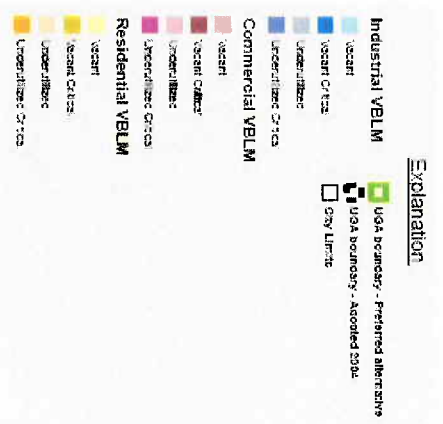 Explanation
UGA boundary - Preferred alternative
UGA boundary - Adopted 2004
City Limits
Industrial VBLM
Vacant
Vacant Critical
Underutilized
Underutilized Critical
Commercial VBLM
Vacant
Vacant Critical
Underutilized
Underutilized Critical
Residential VBLM
Vacant
Vacant Critical
Underutilized
Underutilized Critical